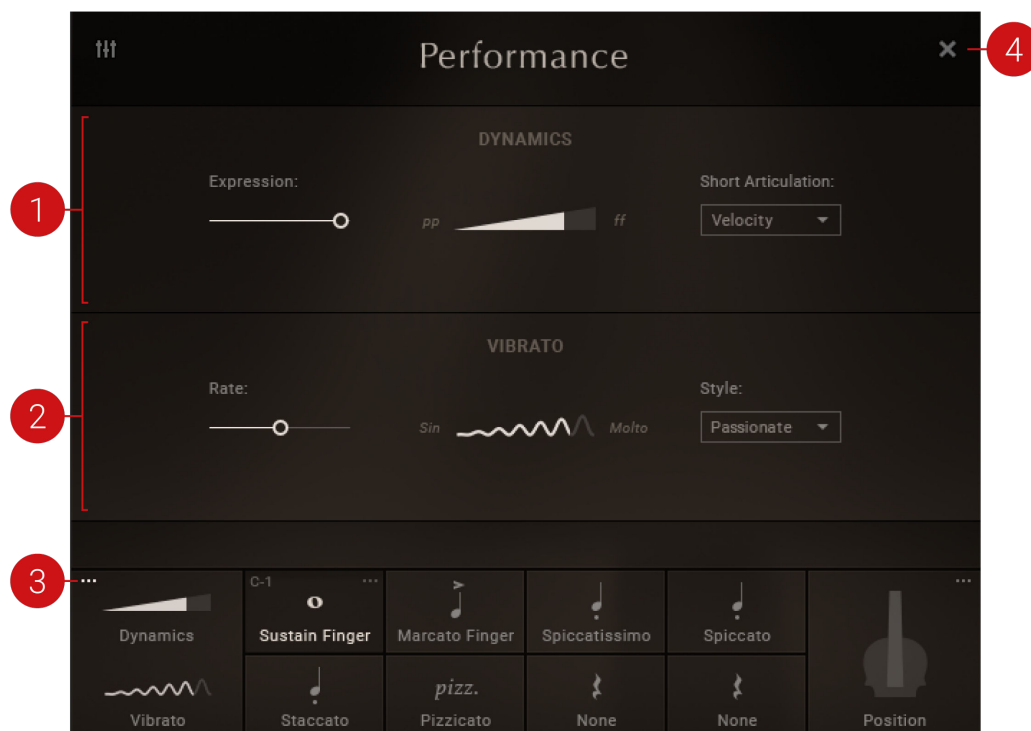 Performance
4
DYNAMICS
1
Expression:
Short Articulation:
pp
ff
Velocity
VIBRATO
2
Rate:
Style:
Sin
Molto
Passionate
3
C-1
Dynamics
Sustain Finger
Marcato Finger
Spiccatissimo
Spiccato
pizz.
Vibrato
Staccato
Pizzicato
None
None
Position